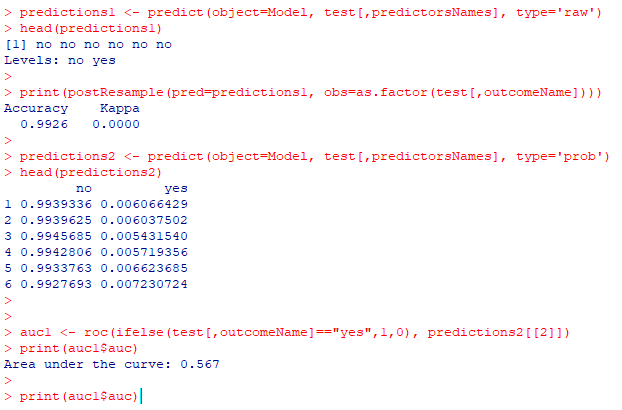 > predictions1 <- predict(object=Model, test[,predictorsNames], type='raw')
> head(predictions1)
[1] no no no no no no
Levels: no yes
>
> print(postResample(pred=predictions1, obs=as.factor(test[,outcomeName])))
Accuracy    Kappa
  0.9926   0.0000
>
> predictions2 <- predict(object=Model, test[,predictorsNames], type='prob')
> head(predictions2)
         no         yes
1 0.9939336 0.006066429
2 0.9939625 0.006037502
3 0.9945685 0.005431540
4 0.9942806 0.005719356
5 0.9933763 0.006623685
6 0.9927693 0.007230724
>
>
> auc1 <- roc(ifelse(test[,outcomeName]=="yes",1,0), predictions2[[2]])
> print(auc1$auc)
Area under the curve: 0.567
>
> print(auc1$auc)